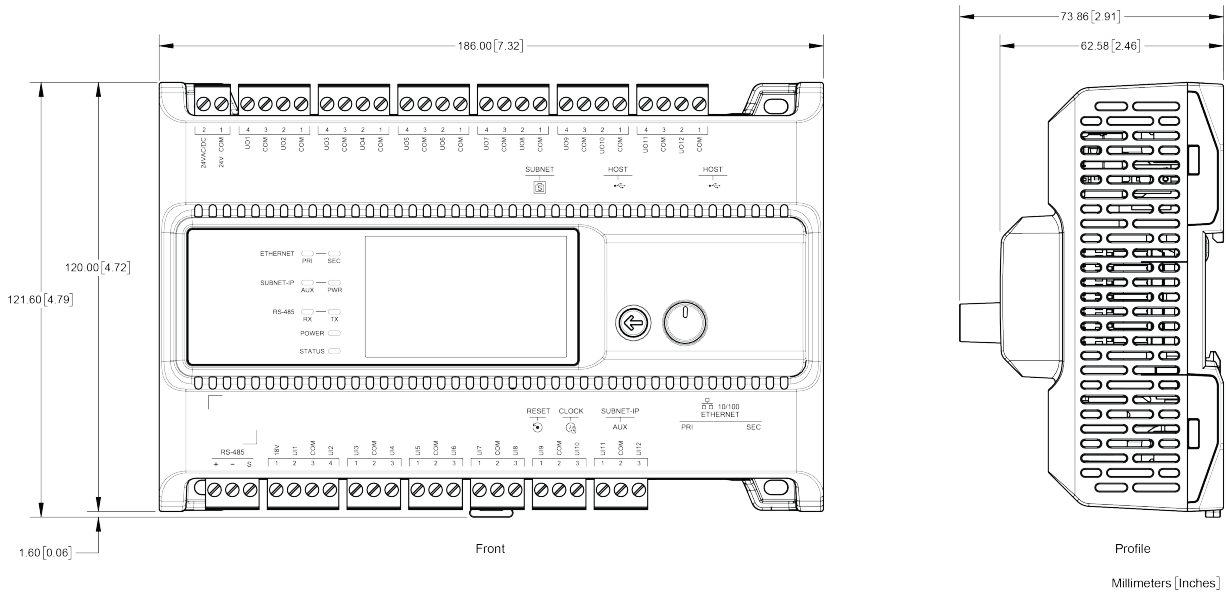 73.86[2.91]
186.00[7.32]
62.58[2.46]
2 1 4 3 2 1 4 3 2 1 4 3 2 1 4 3 2 1 4 3 2 1 4 3 2 1
24VAC/DC 24V COM UO1 COM UO2 COM UO3 COM UO4 COM UO5 COM UO6 COM UO7 COM UO8 COM UO9 COM UO10 COM UO11 COM UO12 COM
SUBNET HOST HOST
ETHERNET
PRI SEC
120.00[4.72]
SUBNET-IP
AUX PWR
121.60[4.79]
RS-485
RX TX
POWER
STATUS
RESET CLOCK SUBNET-IP 10/100
ETHERNET
AUX PRI SEC
RS-485 18V UI1 COM UI2 UI3 COM UI4 UI5 COM UI6 UI7 COM UI8 UI9 COM UI10 UI11 COM UI12
+ – S 1 2 3 4 1 2 3 1 2 3 1 2 3 1 2 3 1 2 3
1.60[0.06]
Front
Profile
Millimeters [Inches]